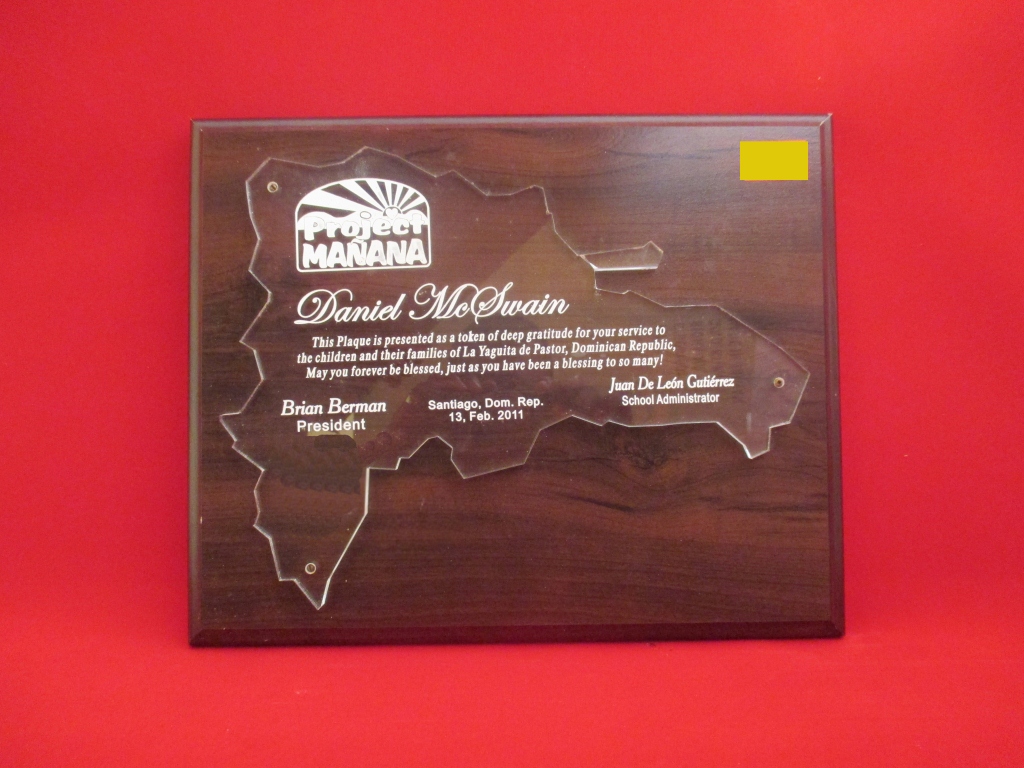 Project
MAÑANA
Daniel McSwain
This Plaque is presented as a token of deep gratitude for your service to
the children and their families of La Yaguita de Pastor, Dominican Republic,
May you forever be blessed, just as you have been a blessing to so many!
Brian Berman
President
Santiago, Dom. Rep.
13, Feb. 2011
Juan De León Gutiérrez
School Administrator